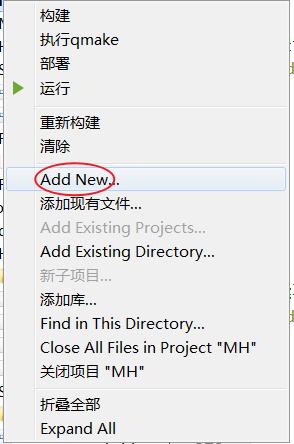 构建
执行qmake
部署
运行
重新构建
清除
Add New...
添加现有文件...
Add Existing Projects...
Add Existing Directory...
新子项目...
添加库...
Find in This Directory...
Close All Files in Project "MH"
关闭项目 "MH"
折叠全部
Expand All